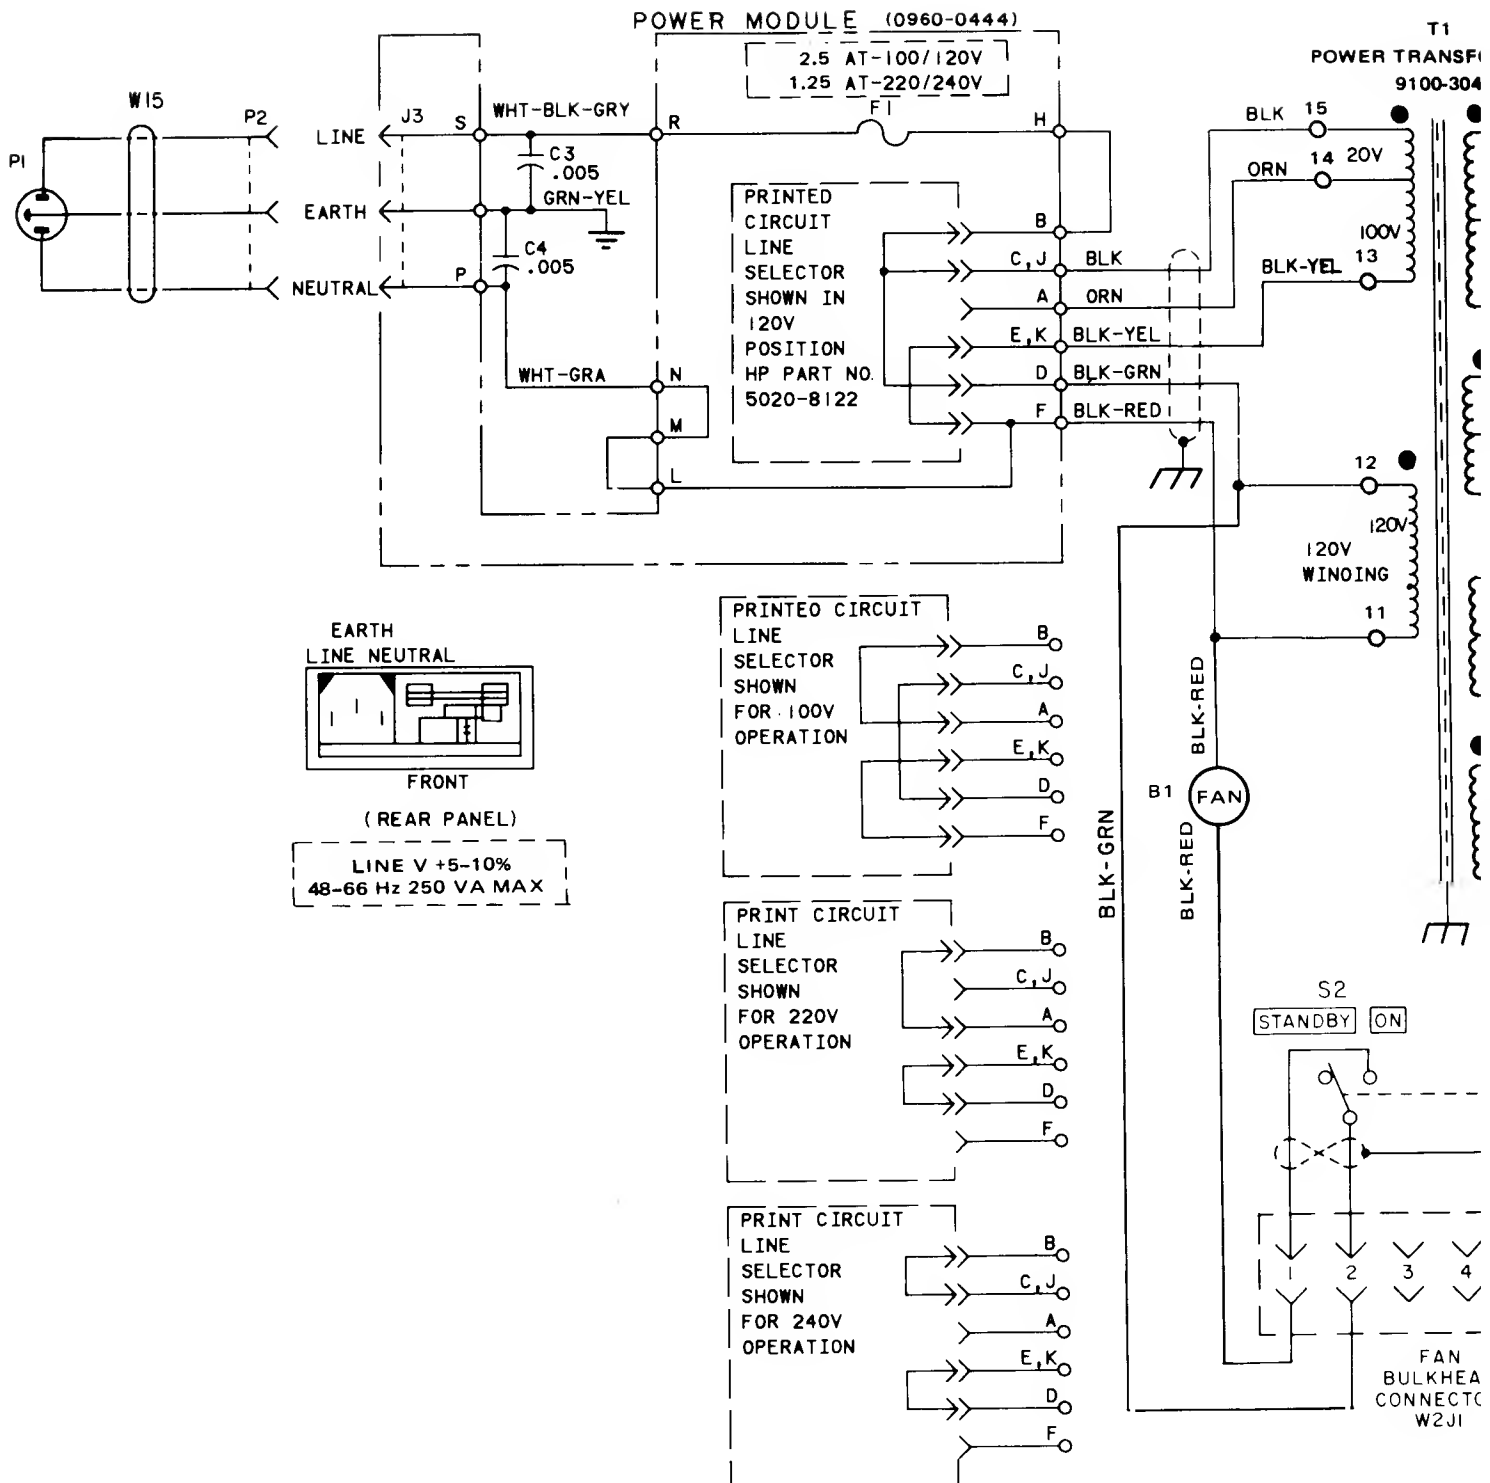 POWER MODULE (0960-0444)
2.5 AT-100/120V
1.25 AT-220/240V
F1
T1
POWER TRANSF
9100-304
W15
P1
P2
LINE
EARTH
NEUTRAL
J3
S
P
WHT-BLK-GRY
C3
.005
GRN-YEL
C4
.005
WHT-GRA
R
N
M
L
H
PRINTED
CIRCUIT
LINE
SELECTOR
SHOWN IN
120V
POSITION
HP PART NO.
5020-8122
B
C,J BLK
A ORN
E,K BLK-YEL
D BLK-GRN
F BLK-RED
BLK 15
14 20V
ORN
100V
BLK-YEL 13
12
120V
120V
WINOING
11
EARTH
LINE NEUTRAL
FRONT
(REAR PANEL)
LINE V +5-10%
48-66 Hz 250 VA MAX
PRINTEO CIRCUIT
LINE
SELECTOR
SHOWN
FOR 100V
OPERATION
B
C,J
A
E,K
D
F
PRINT CIRCUIT
LINE
SELECTOR
SHOWN
FOR 220V
OPERATION
B
C,J
A
E,K
D
F
PRINT CIRCUIT
LINE
SELECTOR
SHOWN
FOR 240V
OPERATION
B
C,J
A
E,K
D
F
BLK-GRN
BLK-RED
B1 FAN
BLK-RED
S2
STANDBY ON
1 2 3 4
FAN
BULKHEA
CONNECTO
W2J1